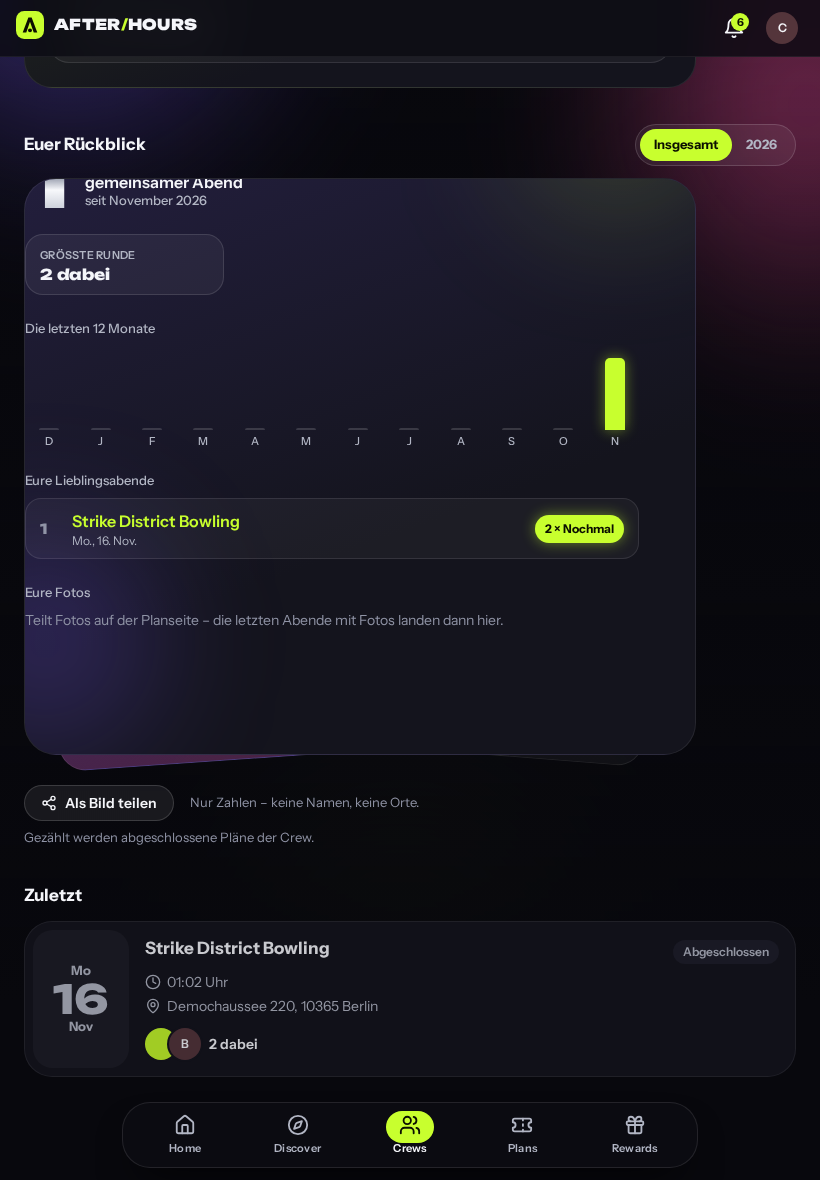 AFTER/HOURS
6
C
Euer Rückblick
Insgesamt
2026
gemeinsamer Abend
seit November 2026
GRÖSSTE RUNDE
2 dabei
Die letzten 12 Monate
D J F M A M J J A S O N
Eure Lieblingsabende
1
Strike District Bowling
2 × Nochmal
Mo., 16. Nov.
Eure Fotos
Teilt Fotos auf der Planseite – die letzten Abende mit Fotos landen dann hier.
Als Bild teilen
Nur Zahlen – keine Namen, keine Orte.
Gezählt werden abgeschlossene Pläne der Crew.
Zuletzt
Mo
16
Nov
Strike District Bowling
Abgeschlossen
01:02 Uhr
Demochaussee 220, 10365 Berlin
B
2 dabei
Home
Discover
Crews
Plans
Rewards